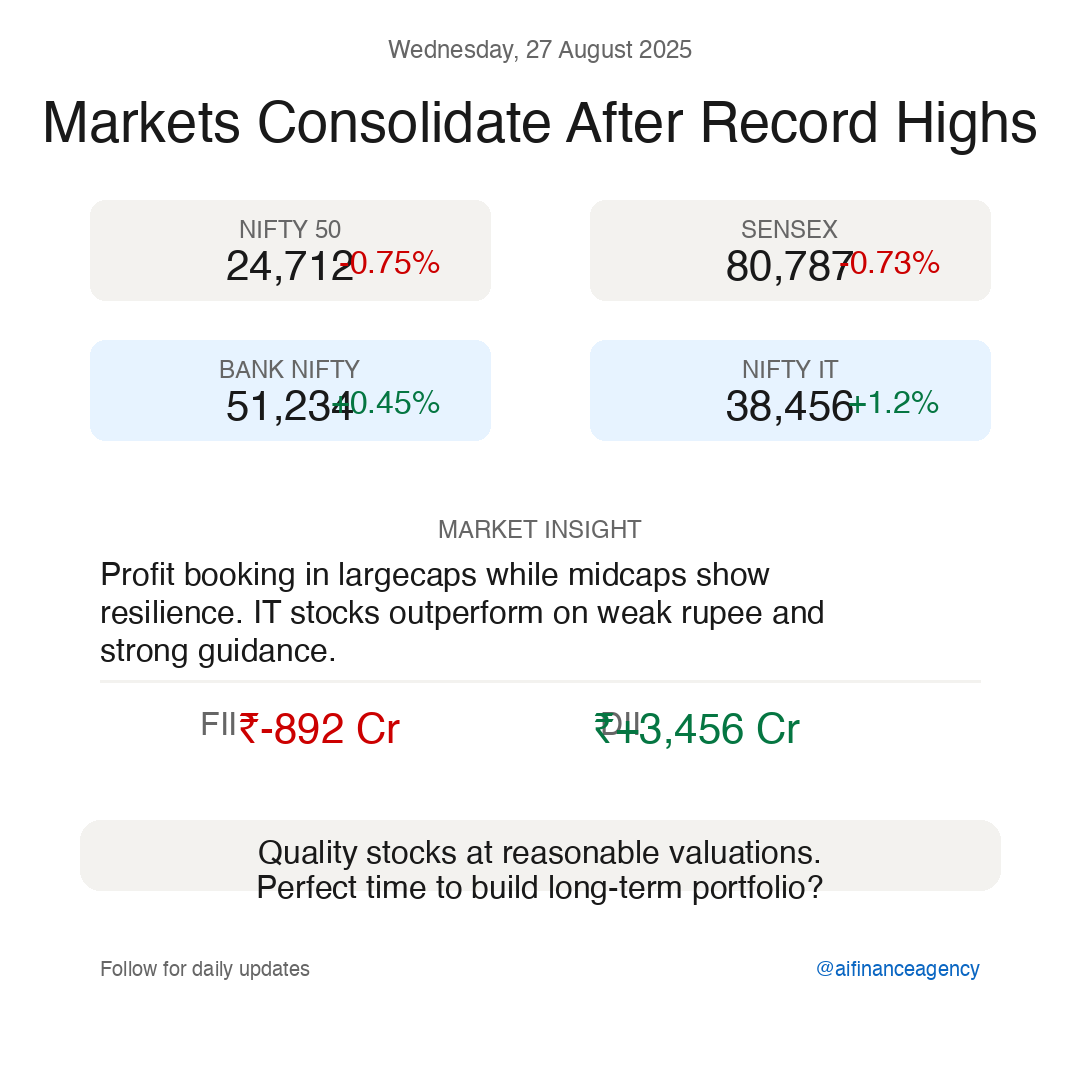 Wednesday, 27 August 2025
Markets Consolidate After Record Highs
NIFTY 50
24,712 -0.75%
SENSEX
80,787 -0.73%
BANK NIFTY
51,234 +0.45%
NIFTY IT
38,456 +1.2%
MARKET INSIGHT
Profit booking in largecaps while midcaps show
resilience. IT stocks outperform on weak rupee and
strong guidance.
FII ₹-892 Cr
DII ₹+3,456 Cr
Quality stocks at reasonable valuations.
Perfect time to build long-term portfolio?
Follow for daily updates
@aifinanceagency